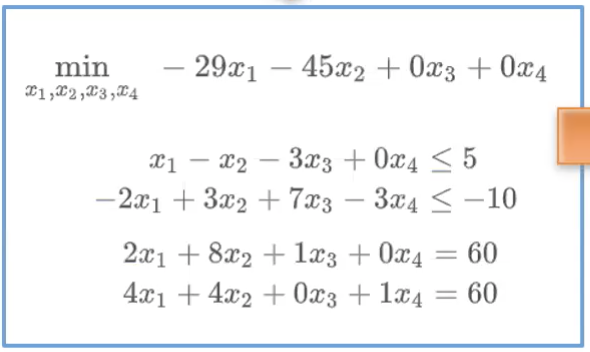 min − 29x₁ − 45x₂ + 0x₃ + 0x₄
x₁,x₂,x₃,x₄
x₁ − x₂ − 3x₃ + 0x₄ ≤ 5
−2x₁ + 3x₂ + 7x₃ − 3x₄ ≤ −10
2x₁ + 8x₂ + 1x₃ + 0x₄ = 60
4x₁ + 4x₂ + 0x₃ + 1x₄ = 60